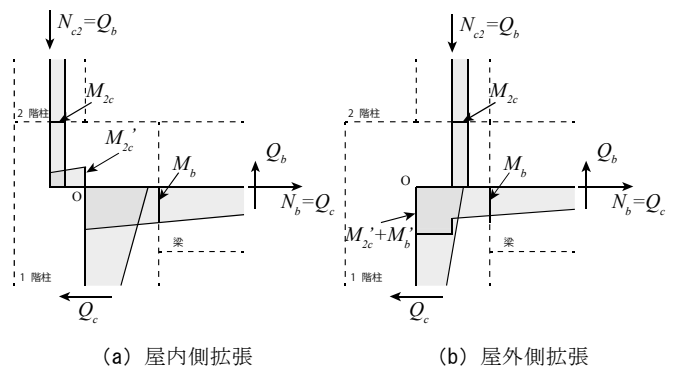 N_c2=Q_b
M_2c
2 階柱
M_2c'
M_b
Q_b
O
N_b=Q_c
梁
1 階柱
Q_c
(a) 屋内側拡張
N_c2=Q_b
M_2c
2 階柱
M_b
Q_b
O
N_b=Q_c
M_2c'+M_b'
梁
1 階柱
Q_c
(b) 屋外側拡張